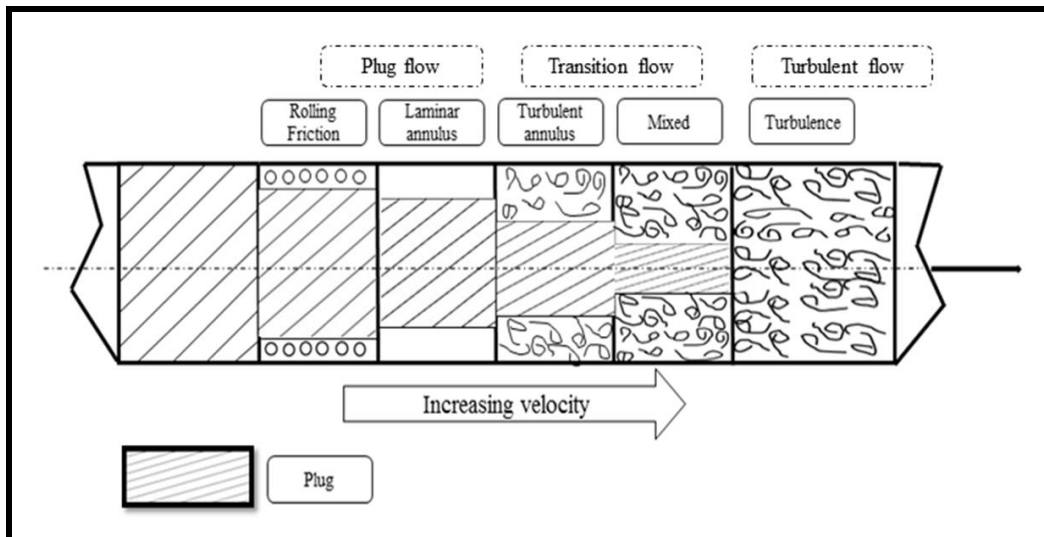 Plug flow
Transition flow
Turbulent flow
Rolling
Friction
Laminar
annulus
Turbulent
annulus
Mixed
Turbulence
Increasing velocity
Plug